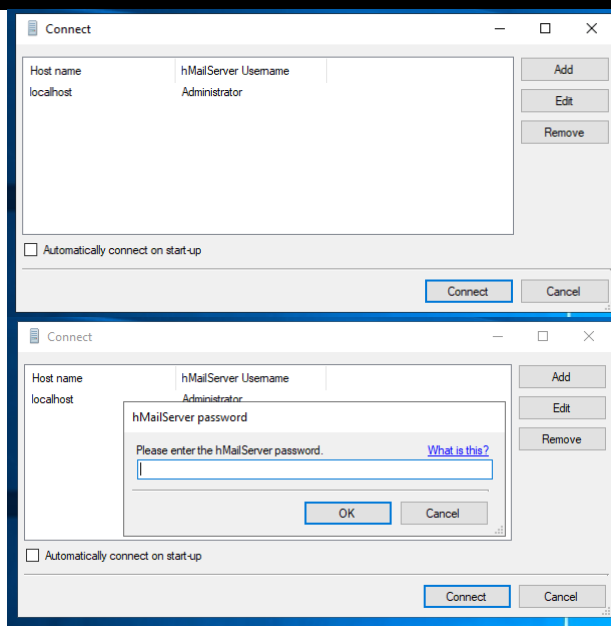 Connect
Host name hMailServer Username
localhost Administrator
Add
Edit
Remove
Automatically connect on start-up
Connect Cancel
Connect
Host name hMailServer Username
localhost Administrator
Add
Edit
Remove
hMailServer password
Please enter the hMailServer password. What is this?
OK Cancel
Automatically connect on start-up
Connect Cancel